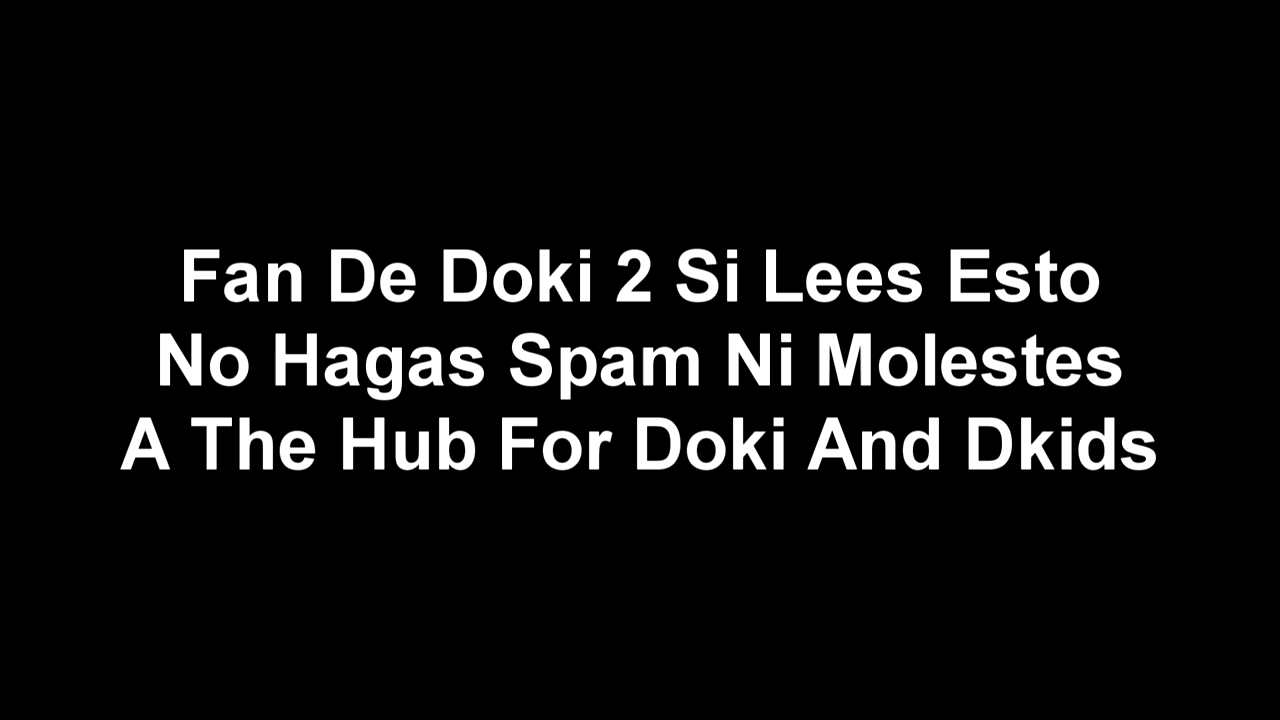 Fan De Doki 2 Si Lees Esto
No Hagas Spam Ni Molestes
A The Hub For Doki And Dkids